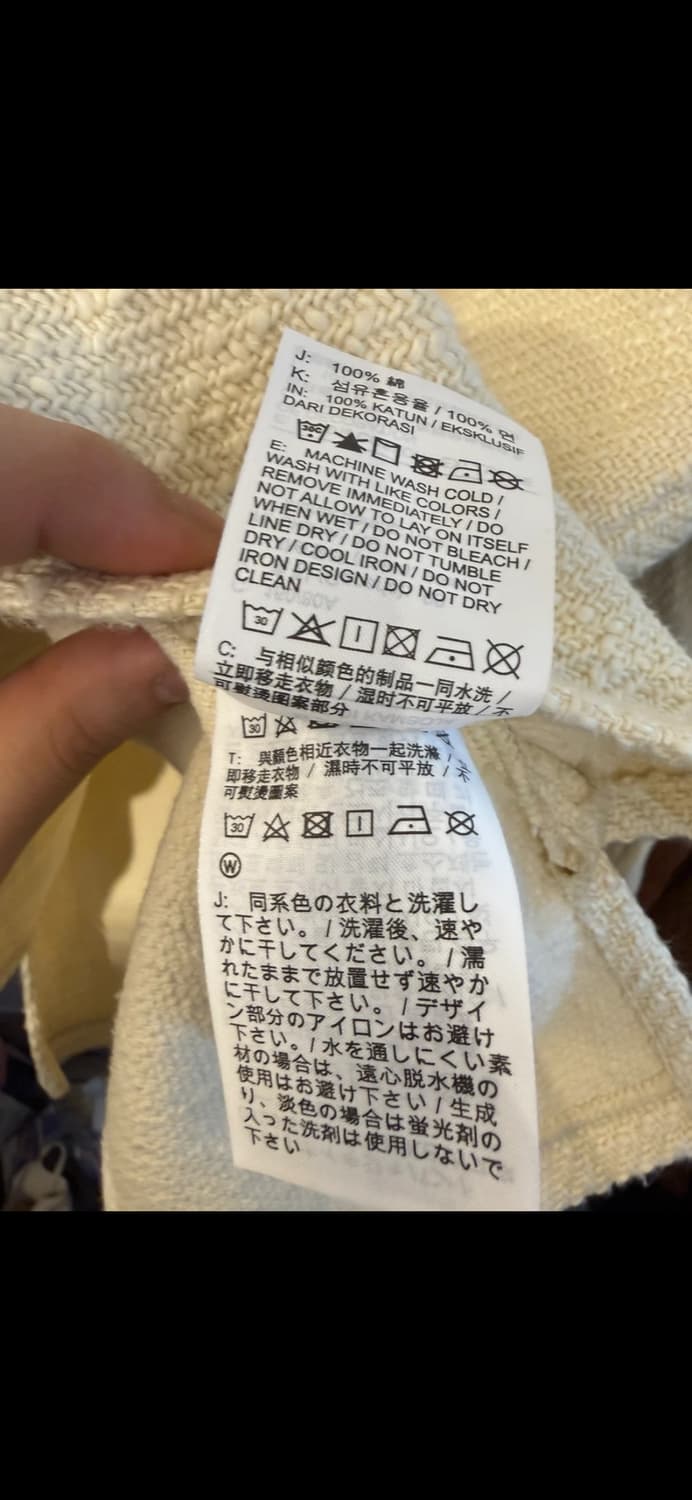 J: 100% 綿
K: 섬유혼용율 / 100% 면
IN: 100% KATUN / EKSKLUSIF
DARI DEKORASI
30C
E: MACHINE WASH COLD /
WASH WITH LIKE COLORS /
REMOVE IMMEDIATELY / DO
NOT ALLOW TO LAY ON ITSELF
WHEN WET / DO NOT BLEACH /
LINE DRY / DO NOT TUMBLE
DRY / COOL IRON / DO NOT
IRON DESIGN / DO NOT DRY
CLEAN
30
C: 与相似颜色的制品一同水洗 /
立即移走衣物 / 湿时不可平放 / 不
可熨烫图案部分
30
T: 與顏色相近衣物一起洗滌 /
即移走衣物 / 濕時不可平放 / 不
可熨燙圖案
30
W
J: 同系色の衣料と洗濯し
て下さい。 / 洗濯後、速や
かに干してください。 / 濡
れたままで放置せず速やか
に干して下さい。 / デザイ
ン部分のアイロンはお避け
下さい。 / 水を通しにくい素
材の場合は、遠心脱水機の
使用はお避け下さい / 生成
り、淡色の場合は蛍光剤の
入った洗剤は使用しないで
下さい